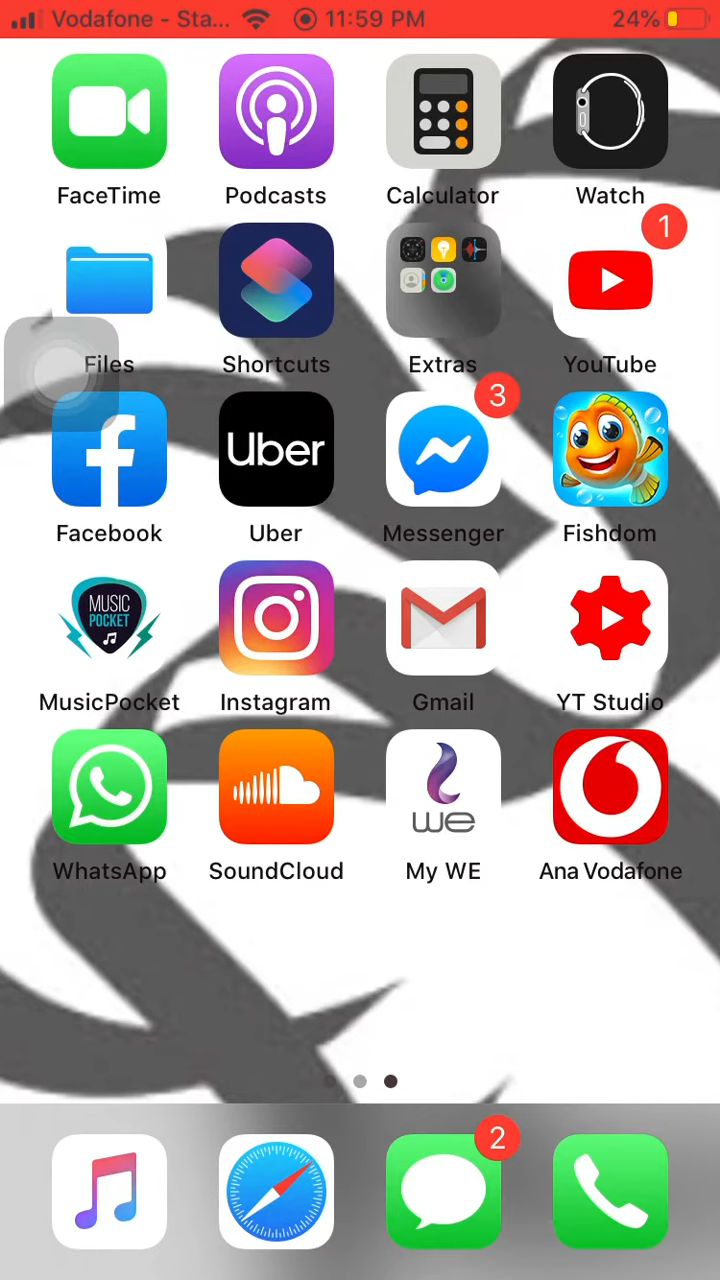 Vodafone - Sta... 11:59 PM 24%
FaceTime Podcasts Calculator Watch
1
Files Shortcuts Extras YouTube
3
Uber
Facebook Uber Messenger Fishdom
MUSIC
POCKET
MusicPocket Instagram Gmail YT Studio
we
WhatsApp SoundCloud My WE Ana Vodafone
2